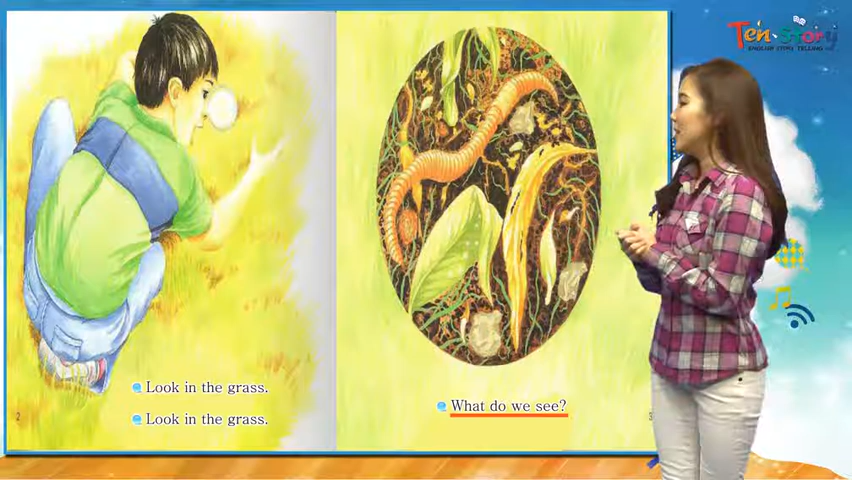 Ten Story
ENGLISH STORY TELLING
Look in the grass.
Look in the grass.
2
What do we see?
3